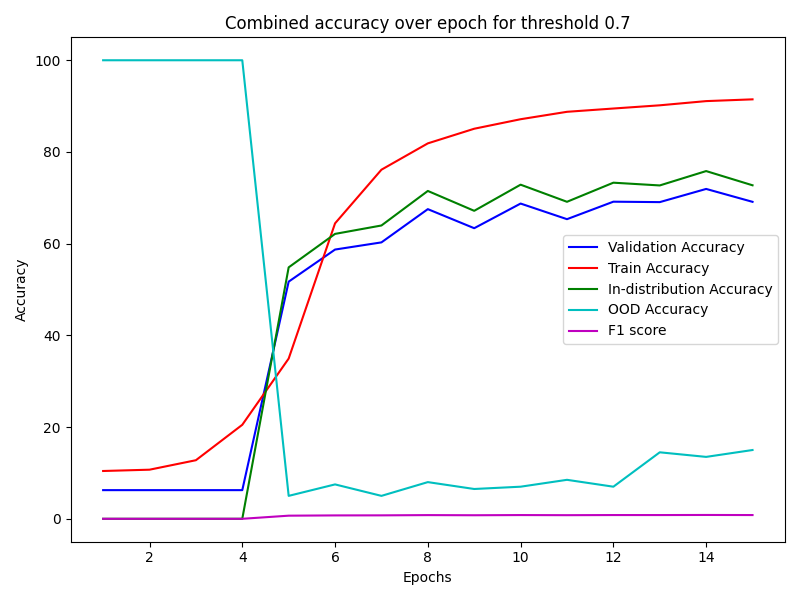 Combined accuracy over epoch for threshold 0.7
100
80
60
40
20
0
Accuracy
Validation Accuracy
Train Accuracy
In-distribution Accuracy
OOD Accuracy
F1 score
2 4 6 8 10 12 14
Epochs